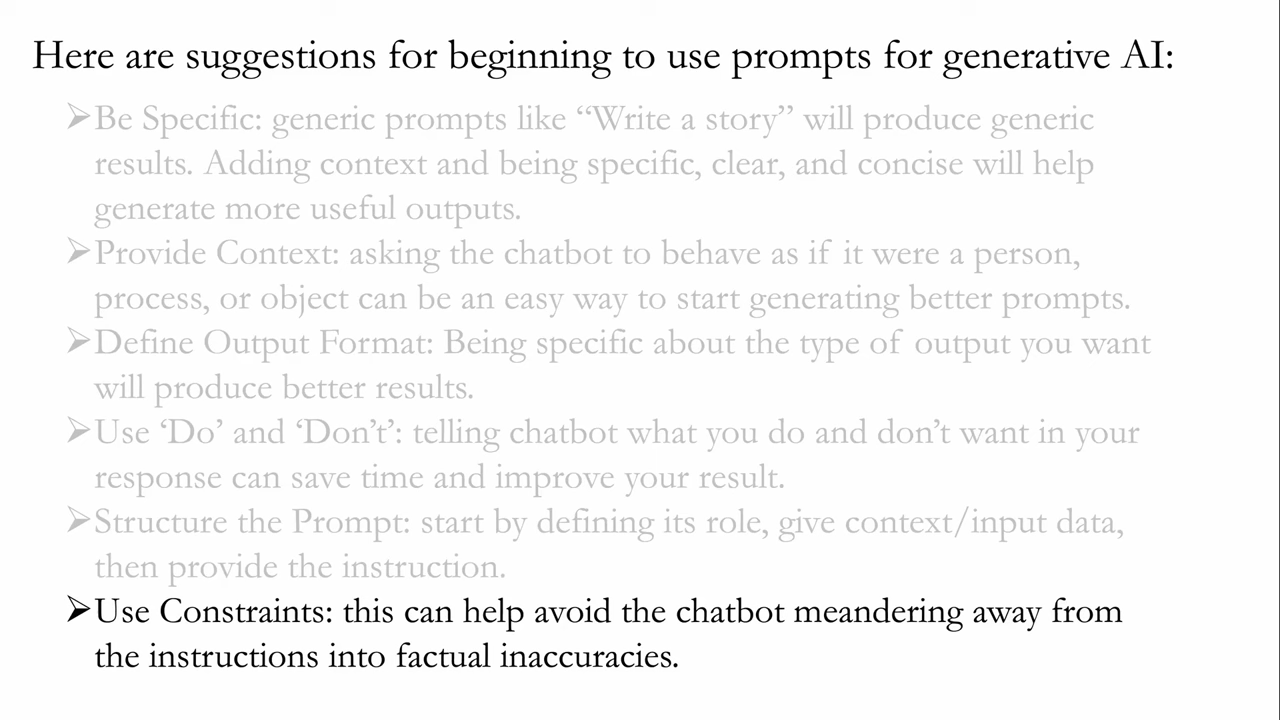 Here are suggestions for beginning to use prompts for generative AI:
➢Be Specific: generic prompts like “Write a story” will produce generic
results. Adding context and being specific, clear, and concise will help
generate more useful outputs.
➢Provide Context: asking the chatbot to behave as if it were a person,
process, or object can be an easy way to start generating better prompts.
➢Define Output Format: Being specific about the type of output you want
will produce better results.
➢Use ‘Do’ and ‘Don’t’: telling chatbot what you do and don’t want in your
response can save time and improve your result.
➢Structure the Prompt: start by defining its role, give context/input data,
then provide the instruction.
➢Use Constraints: this can help avoid the chatbot meandering away from
the instructions into factual inaccuracies.